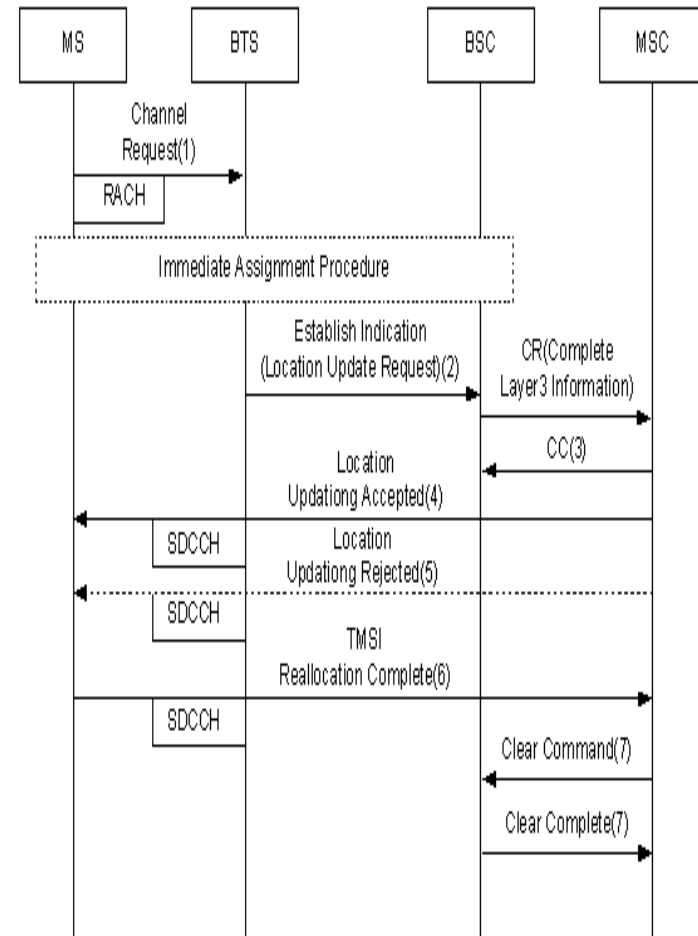 MS
BTS
BSC
MSC
Channel
Request(1)
RACH
Immediate Assignment Procedure
Establish Indication
(Location Update Request)(2)
CR(Complete
Layer3 Information)
CC(3)
Location
Updationg Accepted(4)
SDCCH
Location
Updationg Rejected(5)
SDCCH
TMSI
Reallocation Complete(6)
SDCCH
Clear Command(7)
Clear Complete(7)